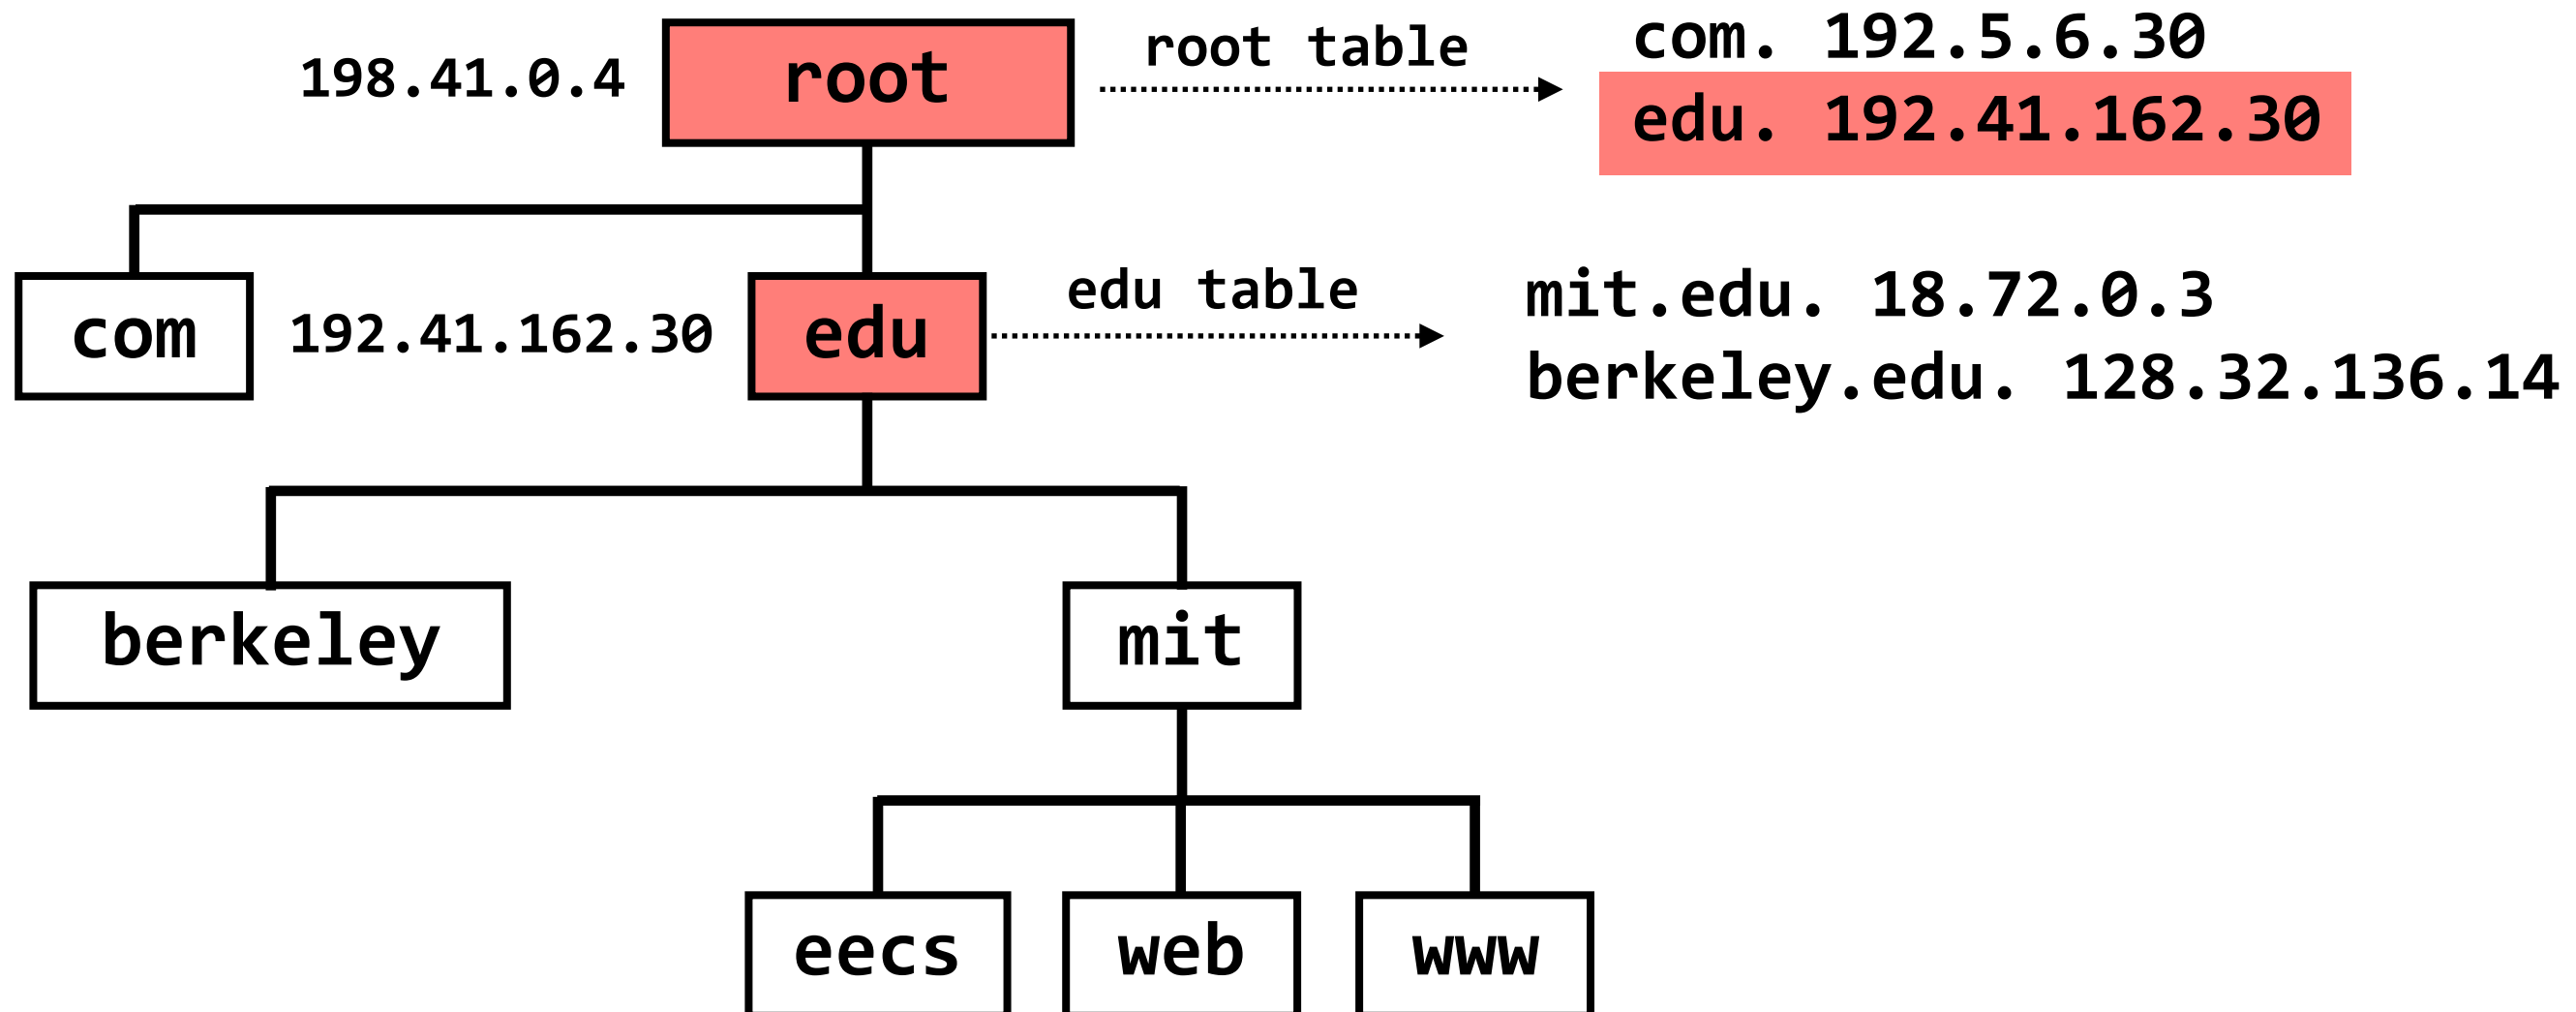 198.41.0.4
root
root table
com. 192.5.6.30
edu. 192.41.162.30
com
192.41.162.30
edu
edu table
mit.edu. 18.72.0.3
berkeley.edu. 128.32.136.14
berkeley
mit
eecs
web
www